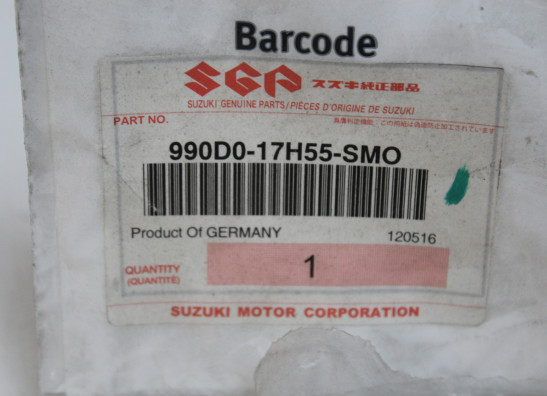 Barcode
SGP スズキ純正部品
SUZUKI GENUINE PARTS/PIÈCES D'ORIGINE DE SUZUKI
PART NO.
990D0-17H55-SMO
Product Of GERMANY 120516
QUANTITY 1
(QUANTITÉ)
SUZUKI MOTOR CORPORATION